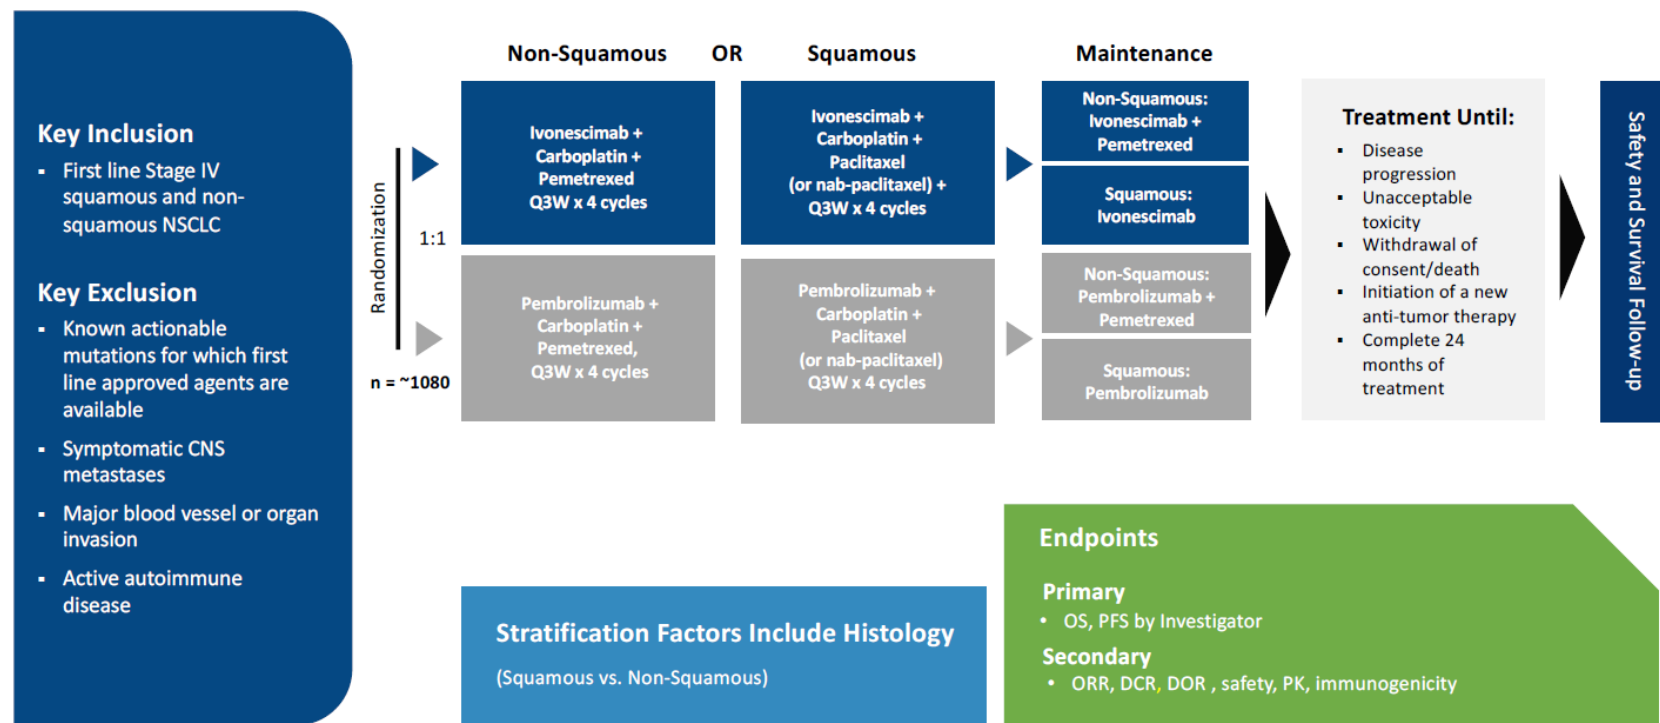 Key Inclusion
▪ First line Stage IV
squamous and non-
squamous NSCLC
Key Exclusion
▪ Known actionable
mutations for which first
line approved agents are
available
▪ Symptomatic CNS
metastases
▪ Major blood vessel or organ
invasion
▪ Active autoimmune
disease
Randomization
1:1
n = ~1080
Non-Squamous OR Squamous
Ivonescimab +
Carboplatin +
Pemetrexed
Q3W x 4 cycles
Ivonescimab +
Carboplatin +
Paclitaxel
(or nab-paclitaxel) +
Q3W x 4 cycles
Pembrolizumab +
Carboplatin +
Pemetrexed,
Q3W x 4 cycles
Pembrolizumab +
Carboplatin +
Paclitaxel
(or nab-paclitaxel)
Q3W x 4 cycles
Maintenance
Non-Squamous:
Ivonescimab +
Pemetrexed
Squamous:
Ivonescimab
Non-Squamous:
Pembrolizumab +
Pemetrexed
Squamous:
Pembrolizumab
Treatment Until:
▪ Disease
progression
▪ Unacceptable
toxicity
▪ Withdrawal of
consent/death
▪ Initiation of a new
anti-tumor therapy
▪ Complete 24
months of
treatment
Safety and Survival Follow-up
Stratification Factors Include Histology
(Squamous vs. Non-Squamous)
Endpoints
Primary
• OS, PFS by Investigator
Secondary
• ORR, DCR, DOR , safety, PK, immunogenicity